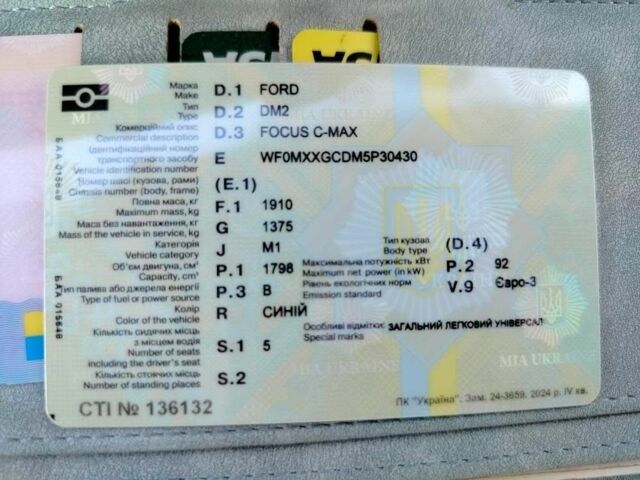 Марка D.1 FORD
Make
Тип D.2 DM2
Type
Комерційний опис D.3 FOCUS C-MAX
Commercial description
Ідентифікаційний номер
транспортного засобу E WF0MXXGCDM5P30430
Vehicle identification number
Номер шасі (кузова, рами) (E.1)
Chassis number (body, frame)
Повна маса, кг F.1 1910
Maximum mass, kg
Маса без навантаження, кг G 1375
Mass of the vehicle in service, kg
Категорія J M1 Тип кузова (D.4)
Vehicle category Body type
Об'єм двигуна, см³ P.1 1798 Максимальна потужність кВт P.2 92
Capacity, cm³ Maximum net power (in kW)
Тип палива або джерела енергії P.3 B Рівень екологічних норм V.9 Євро-3
Type of fuel or power source Emission standard
Колір R СИНІЙ
Color of the vehicle
Кількість сидячих місць S.1 5 Особливі відмітки: ЗАГАЛЬНИЙ ЛЕГКОВИЙ УНІВЕРСАЛ
з місцем водія Special marks
Number of seats
including the driver's seat
Кількість стоячих місць S.2
Number of standing places
CTI № 136132
ПК "Україна". Зам. 24-3659. 2024 р. IV кв.
MIA UKRAINE